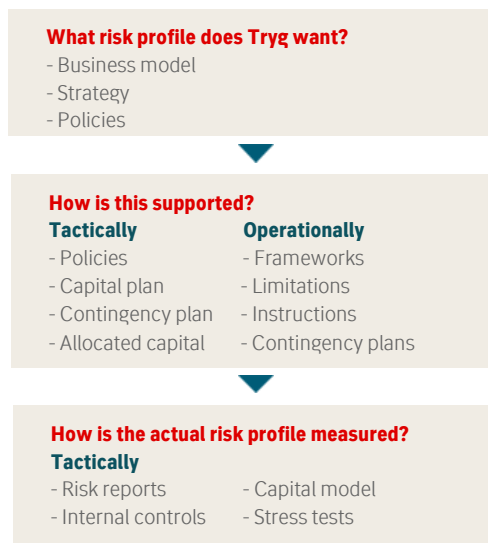 What risk profile does Tryg want?
- Business model
- Strategy
- Policies
How is this supported?
Tactically
- Policies
- Capital plan
- Contingency plan
- Allocated capital
Operationally
- Frameworks
- Limitations
- Instructions
- Contingency plans
How is the actual risk profile measured?
Tactically
- Risk reports
- Internal controls
- Capital model
- Stress tests